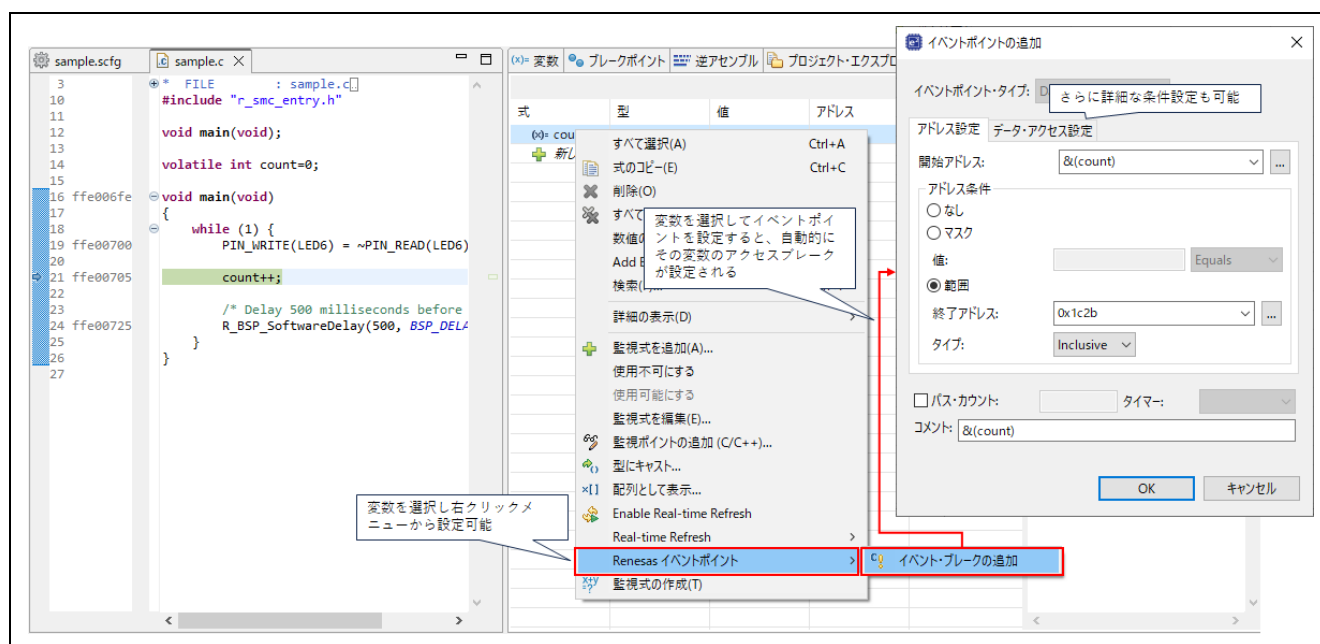 sample.scfg
sample.c
3 * FILE : sample.c
10 #include "r_smc_entry.h"
11
12 void main(void);
13
14 volatile int count=0;
15
16 ffe006fe void main(void)
17 {
18 while (1) {
19 ffe00700 PIN_WRITE(LED6) = ~PIN_READ(LED6)
20
21 ffe00705 count++;
22
23 /* Delay 500 milliseconds before
24 ffe00725 R_BSP_SoftwareDelay(500, BSP_DELA
25 }
26 }
27
変数を選択し右クリックメ
ニューから設定可能
(x)= 変数 ブレークポイント 逆アセンブル プロジェクト・エクスプロ
式 型 値 アドレス
(x)= cou
新し
すべて選択(A) Ctrl+A
式のコピー(E) Ctrl+C
削除(O)
すべて
数値の
Add E
検索(
詳細の表示(D) >
監視式を追加(A)...
使用不可にする
使用可能にする
監視式を編集(E)...
監視ポイントの追加 (C/C++)...
型にキャスト...
×[] 配列として表示...
Enable Real-time Refresh
Real-time Refresh >
Renesas イベントポイント >
イベント・ブレークの追加
x+y=? 監視式の作成(T)
変数を選択してイベントポイ
ントを設定すると、自動的に
その変数のアクセスブレーク
が設定される
イベントポイントの追加
イベントポイント・タイプ: D
さらに詳細な条件設定も可能
アドレス設定 データ・アクセス設定
開始アドレス: &(count) ...
アドレス条件
なし
マスク
値: Equals
範囲
終了アドレス: 0x1c2b ...
タイプ: Inclusive
パス・カウント: タイマー:
コメント: &(count)
OK キャンセル